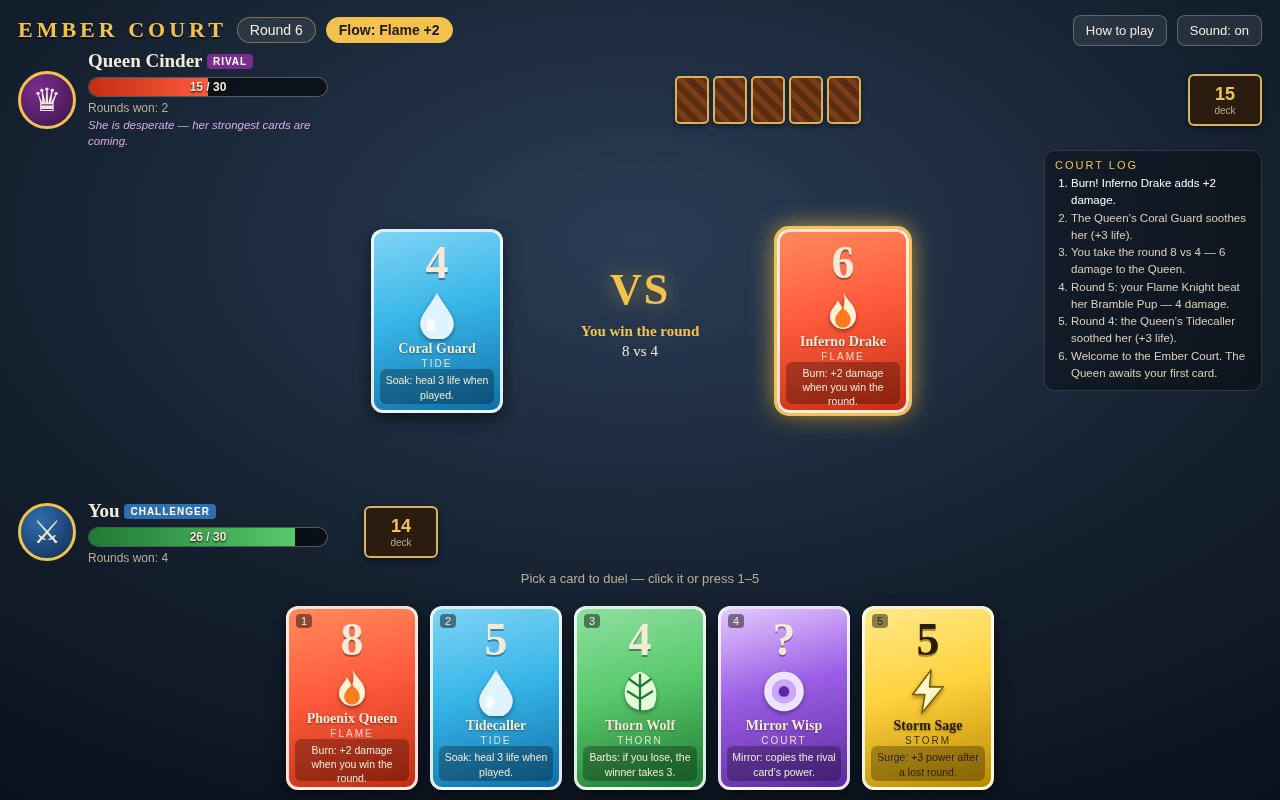 EMBER COURT
Round 6
Flow: Flame +2
How to play
Sound: on
Queen Cinder RIVAL
15 / 30
Rounds won: 2
She is desperate — her strongest cards are
coming.
15
deck
COURT LOG
1. Burn! Inferno Drake adds +2
damage.
2. The Queen's Coral Guard soothes
her (+3 life).
3. You take the round 8 vs 4 — 6
damage to the Queen.
4. Round 5: your Flame Knight beat
her Bramble Pup — 4 damage.
5. Round 4: the Queen's Tidecaller
soothed her (+3 life).
6. Welcome to the Ember Court. The
Queen awaits your first card.
4
Coral Guard
TIDE
Soak: heal 3 life when
played.
VS
You win the round
8 vs 4
6
Inferno Drake
FLAME
Burn: +2 damage
when you win the
round.
You CHALLENGER
26 / 30
Rounds won: 4
14
deck
Pick a card to duel — click it or press 1–5
1
8
Phoenix Queen
FLAME
Burn: +2 damage
when you win the
round.
2
5
Tidecaller
TIDE
Soak: heal 3 life when
played.
3
4
Thorn Wolf
THORN
Barbs: if you lose, the
winner takes 3.
4
?
Mirror Wisp
COURT
Mirror: copies the rival
card's power.
5
5
Storm Sage
STORM
Surge: +3 power after
a lost round.